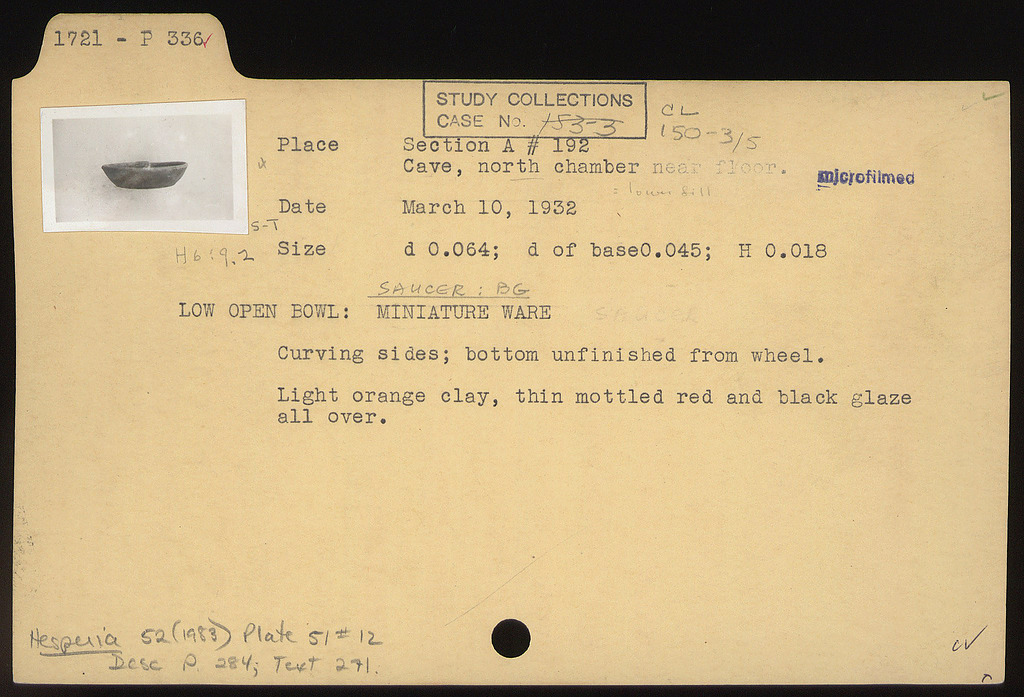 1721 - P 336
STUDY COLLECTIONS
CASE No. 153-3
CL
150-3/5
Place Section A # 192
Cave, north chamber near floor.
= lower fill
microfilmed
Date March 10, 1932
S-T
H 6:9.2
Size d 0.064; d of base0.045; H 0.018
SAUCER : BG
LOW OPEN BOWL: MINIATURE WARE
Curving sides; bottom unfinished from wheel.
Light orange clay, thin mottled red and black glaze
all over.
Hesperia 52 (1983) Plate 51 # 12
Desc P. 284; Text 271.